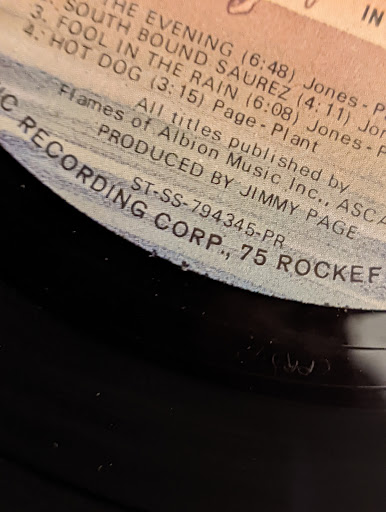 IN
THE EVENING (6:48) Jones - P
SOUTH BOUND SAUREZ (4:11) Jo
3. FOOL IN THE RAIN (6:08) Jones - P
4. HOT DOG (3:15) Page - Plant
All titles published by
Flames of Albion Music, Inc., ASCA
PRODUCED BY JIMMY PAGE
ST-SS-794345-PR
IC RECORDING CORP., 75 ROCKEF